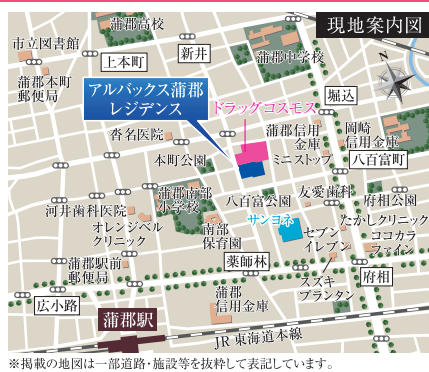 現地案内図
蒲郡高校
市立図書館
新井
上本町
蒲郡中学校
N
蒲郡本町
郵便局
アルバックス蒲郡
レジデンス
堀込
ドラッグコスモス
沓名医院
蒲郡信用
金庫
岡崎
信用金庫
ミニストップ
八百富町
本町公園
蒲郡南部
小学校
八百富公園
友愛歯科
府相公園
河井歯科医院
サンヨネ
たかしクリニック
オレンジベル
クリニック
南部
保育園
セブン
イレブン
ココカラ
ファイン
蒲郡駅前
郵便局
薬師林
府相
スズキ
プランタン
広小路
蒲郡
信用金庫
蒲郡駅
JR東海道本線
※掲載の地図は一部道路・施設等を抜粋して表記しています。